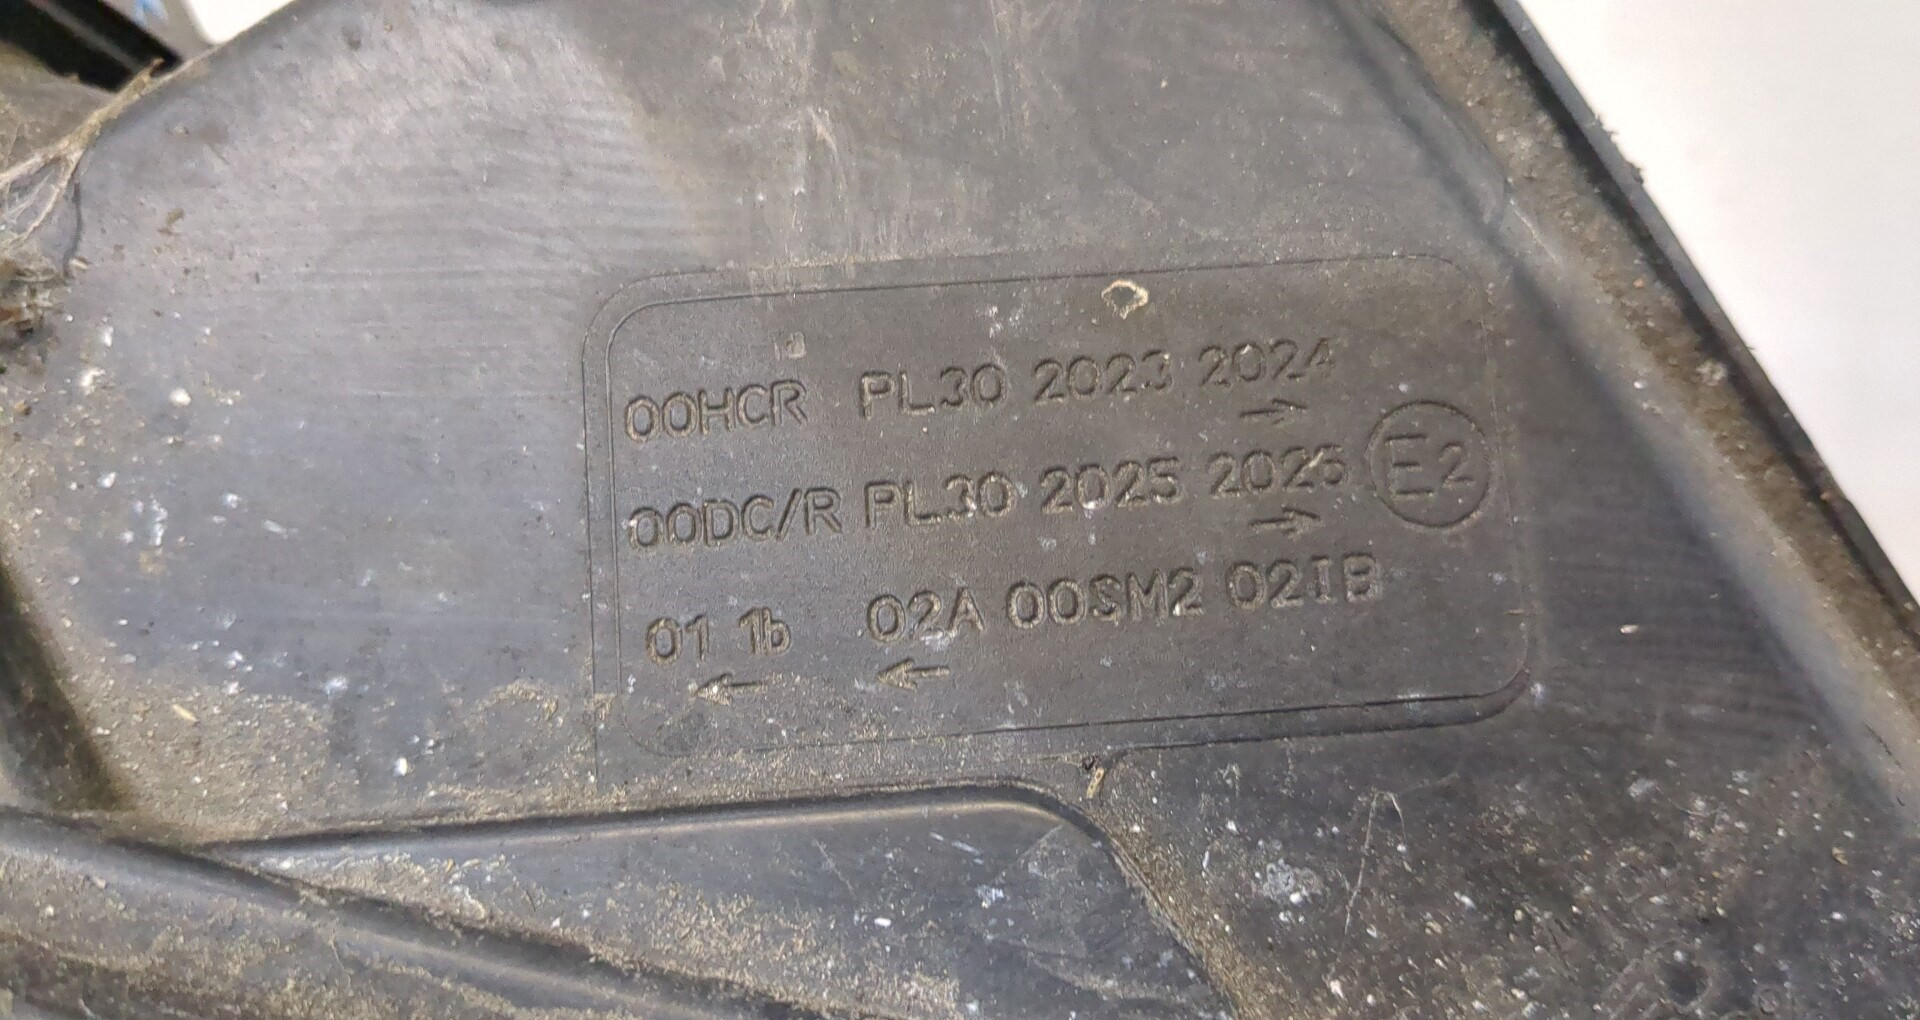 00HCR PL30 2023 2024
→
00DC/R PL30 2025 2026 E2
→
01 1b 02A 00SM2 02IB
← ←